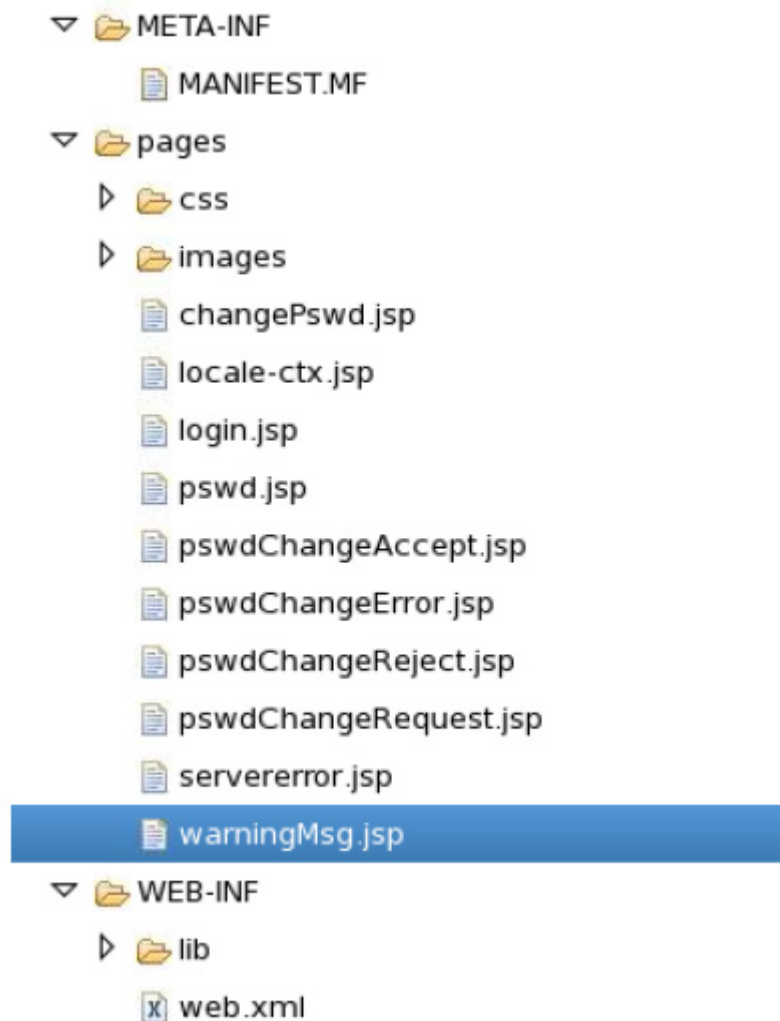 META-INF
MANIFEST.MF
pages
css
images
changePswd.jsp
locale-ctx.jsp
login.jsp
pswd.jsp
pswdChangeAccept.jsp
pswdChangeError.jsp
pswdChangeReject.jsp
pswdChangeRequest.jsp
servererror.jsp
warningMsg.jsp
WEB-INF
lib
web.xml